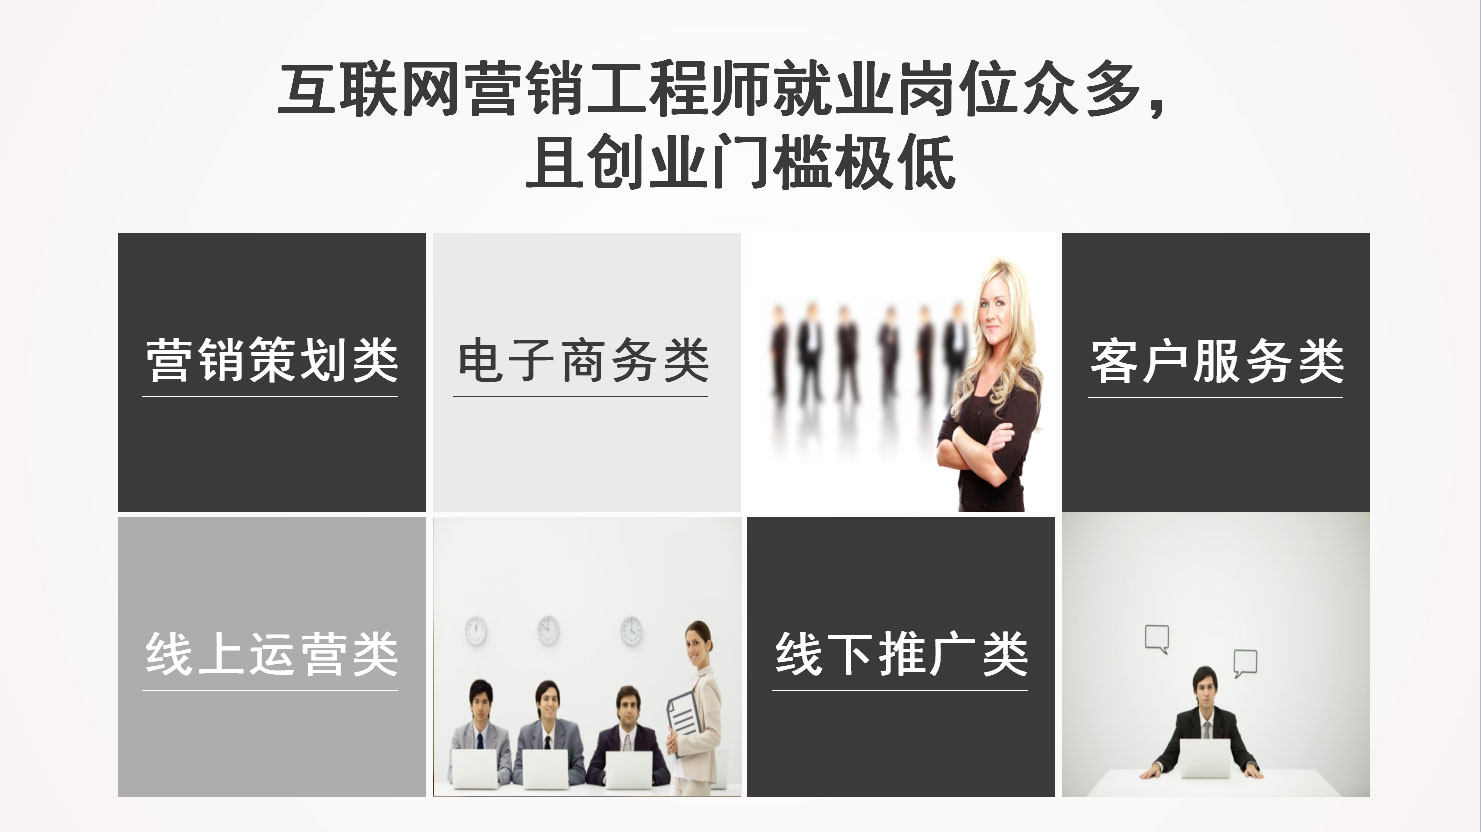 互联网营销工程师就业岗位众多，
且创业门槛极低
营销策划类
电子商务类
客户服务类
线上运营类
线下推广类